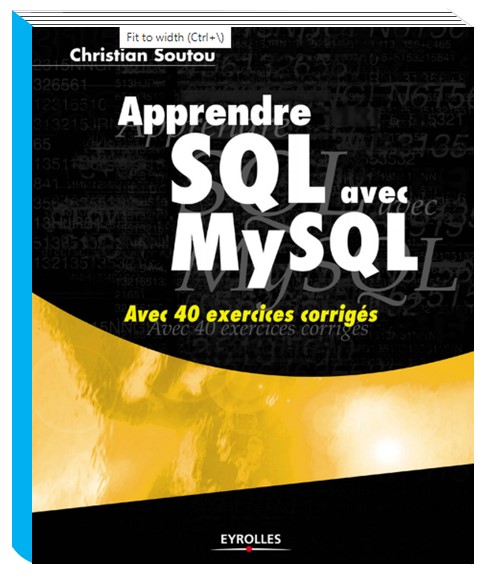 Fit to width (Ctrl+\)
Christian Soutou
Apprendre
SQL avec
MySQL
Avec 40 exercices corrigés
Avec 40 exercices corrigés
EYROLLES